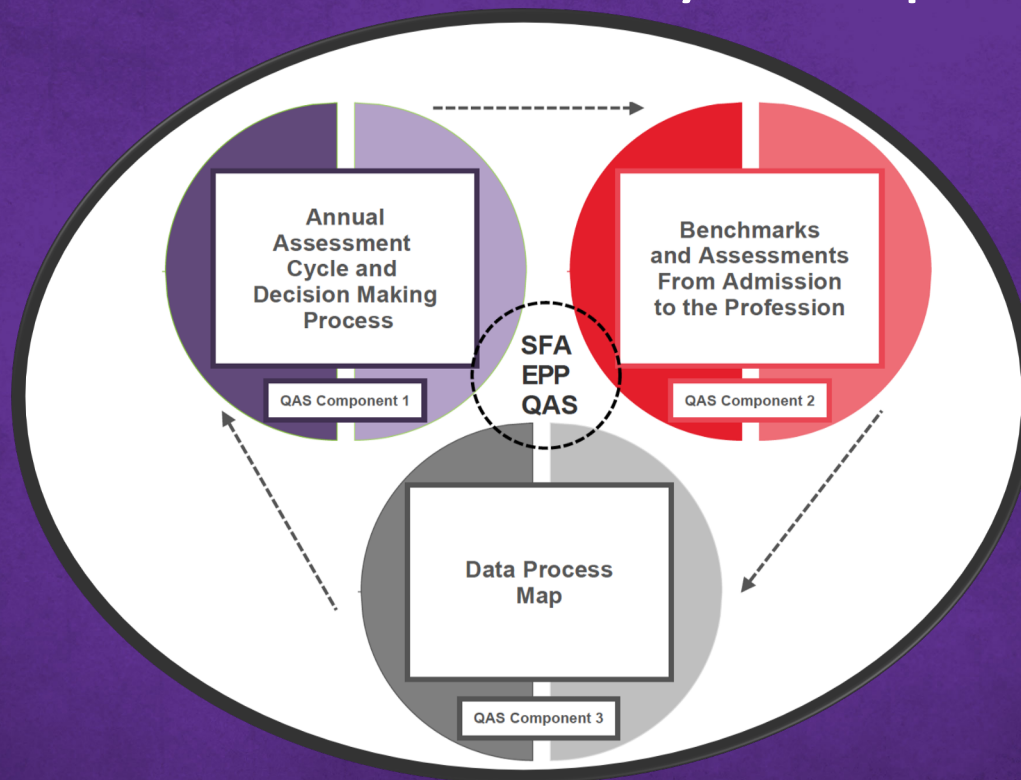 Annual
Assessment
Cycle and
Decision Making
Process
QAS Component 1
Benchmarks
and Assessments
From Admission
to the Profession
QAS Component 2
SFA
EPP
QAS
Data Process
Map
QAS Component 3